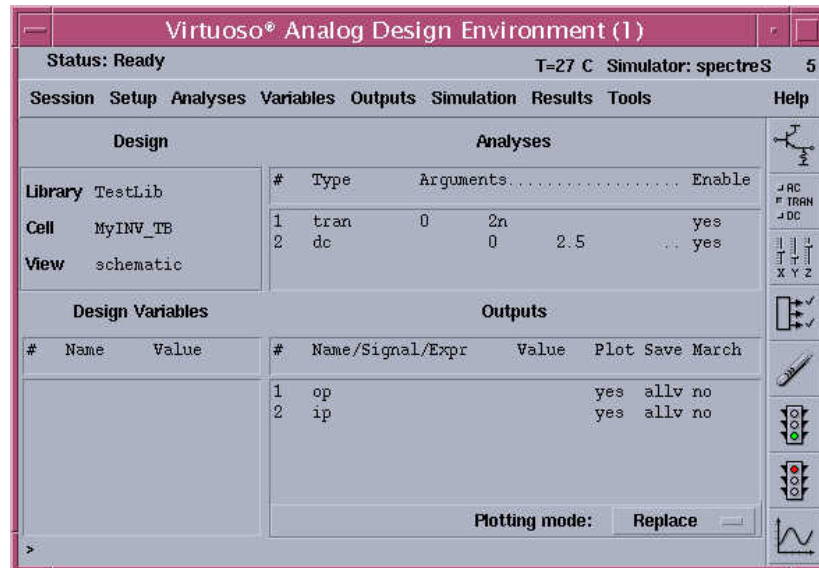 Virtuoso® Analog Design Environment (1)
Status: Ready T=27 C Simulator: spectreS 5
Session Setup Analyses Variables Outputs Simulation Results Tools Help
Design
Library TestLib
Cell MyINV_TB
View schematic
Analyses
# Type Arguments................... Enable
1 tran 0 2n yes
2 dc 0 2.5 .. yes
Design Variables
# Name Value
Outputs
# Name/Signal/Expr Value Plot Save March
1 op yes allv no
2 ip yes allv no
Plotting mode: Replace
>
AC
TRAN
DC
X Y Z